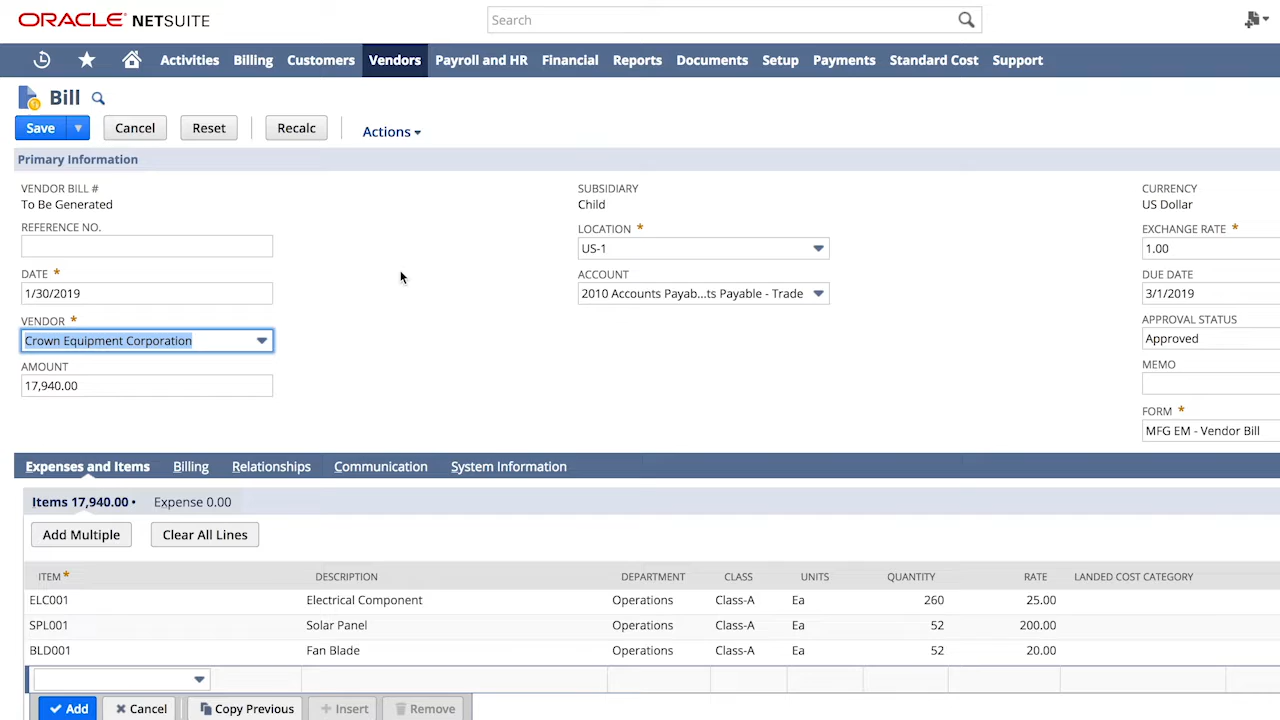 ORACLE NETSUITE
Search
Activities Billing Customers Vendors Payroll and HR Financial Reports Documents Setup Payments Standard Cost Support
Bill
Save Cancel Reset Recalc Actions
Primary Information
VENDOR BILL #
To Be Generated
REFERENCE NO.
DATE *
1/30/2019
VENDOR *
Crown Equipment Corporation
AMOUNT
17,940.00
SUBSIDIARY
Child
LOCATION *
US-1
ACCOUNT
2010 Accounts Payab...ts Payable - Trade
CURRENCY
US Dollar
EXCHANGE RATE *
1.00
DUE DATE
3/1/2019
APPROVAL STATUS
Approved
MEMO
FORM *
MFG EM - Vendor Bill
Expenses and Items Billing Relationships Communication System Information
Items 17,940.00 • Expense 0.00
Add Multiple Clear All Lines
ITEM * DESCRIPTION DEPARTMENT CLASS UNITS QUANTITY RATE LANDED COST CATEGORY
ELC001 Electrical Component Operations Class-A Ea 260 25.00
SPL001 Solar Panel Operations Class-A Ea 52 200.00
BLD001 Fan Blade Operations Class-A Ea 52 20.00
Add Cancel Copy Previous Insert Remove